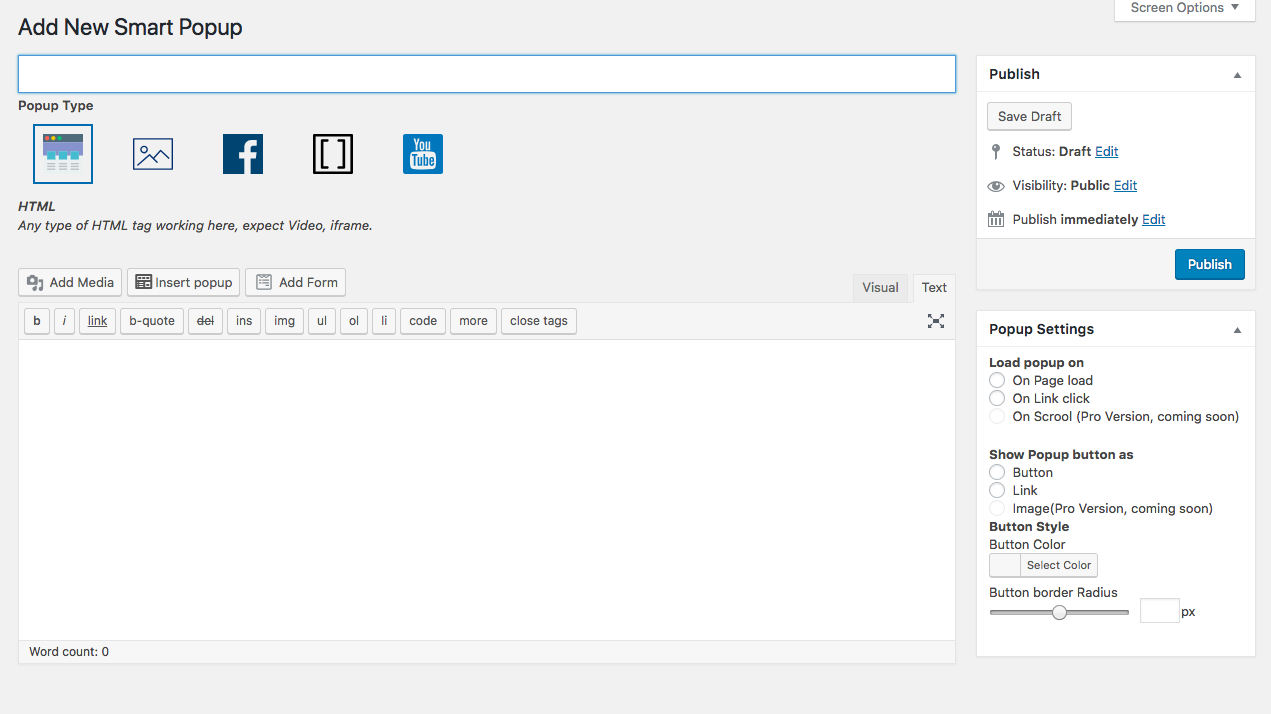 Screen Options
Add New Smart Popup
Popup Type
[ ]
You
Tube
HTML
Any type of HTML tag working here, expect Video, iframe.
Add Media
Insert popup
Add Form
Visual
Text
b
i
link
b-quote
del
ins
img
ul
ol
li
code
more
close tags
Word count: 0
Publish
Save Draft
Status: Draft Edit
Visibility: Public Edit
Publish immediately Edit
Publish
Popup Settings
Load popup on
On Page load
On Link click
On Scrool (Pro Version, coming soon)
Show Popup button as
Button
Link
Image(Pro Version, coming soon)
Button Style
Button Color
Select Color
Button border Radius
px